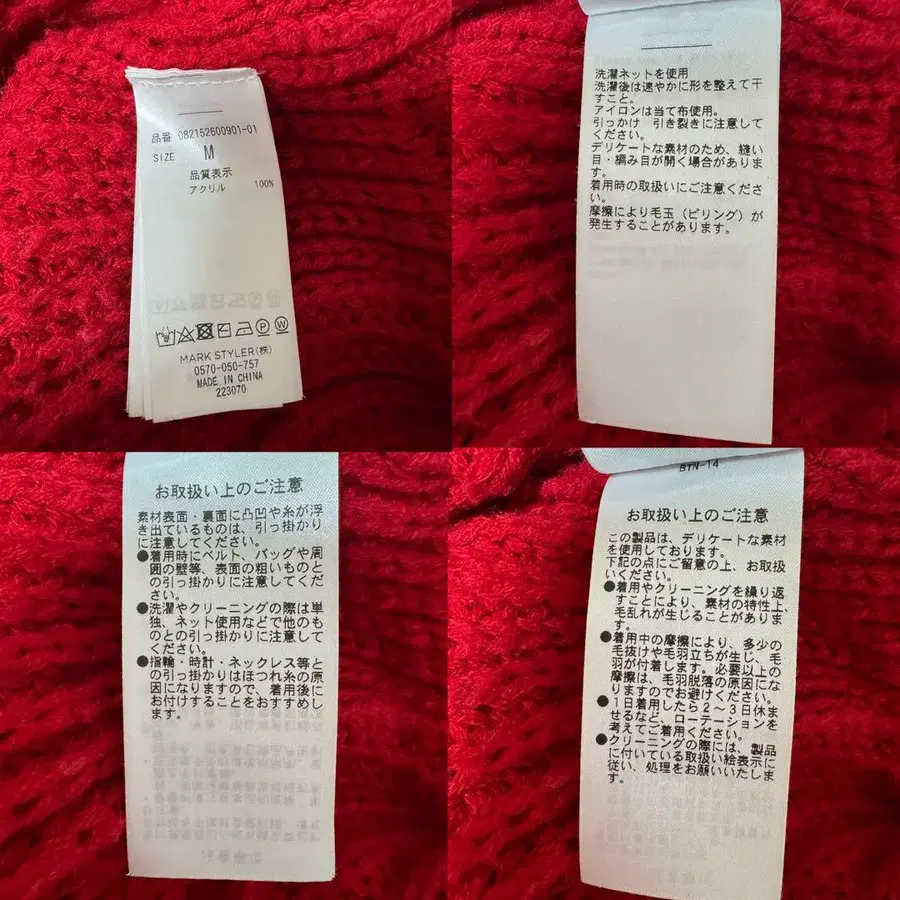 品番 082152600901-01
SIZE M
品質表示
アクリル 100%
MARK STYLER(株)
0570-050-757
MADE IN CHINA
223070
洗濯ネットを使用
洗濯後は速やかに形を整えて干
すこと。
アイロンは当て布使用。
引っかけ 引き裂きに注意して
ください。
デリケートな素材のため、縫い
目・編み目が開く場合がありま
す。
着用時の取扱いにご注意くださ
い。
摩擦により毛玉(ピリング)が
発生することがあります。
お取扱い上のご注意
素材表面・裏面に凸凹や糸が浮
き出ているものは、引っ掛かり
に注意してください。
●着用時にベルト、バッグや周
囲の壁等、表面の粗いものと
の引っ掛かりに注意してくだ
さい。
●洗濯やクリーニングの際は単
独、ネット使用などで他のも
のとの引っ掛かりに注意して
ください。
●指輪・時計・ネックレス等と
の引っ掛かりはほつれ糸の原
因になりますので、着用後に
お付けすることをおすすめし
ます。
BTN-14
お取扱い上のご注意
この製品は、デリケートな素材
を使用しております。
下記の点にご留意の上、お取扱
いください。
●着用やクリーニングを繰り返
すことにより、素材の特性上、
毛乱れが生じることがありま
す。
●着用中の摩擦により、多少の
毛抜けや毛羽立ちが生じ、毛
羽が付着します。必要以上の
摩擦は、毛羽脱落の原因にな
りますのでお避けください。
●1日着用したら2～3日休ま
せるなど、ローテーションを
考えてご着用ください。
●クリーニングの際には、製品
に付いている取扱い絵表示に
従い、処理をお願いいたしま
す。